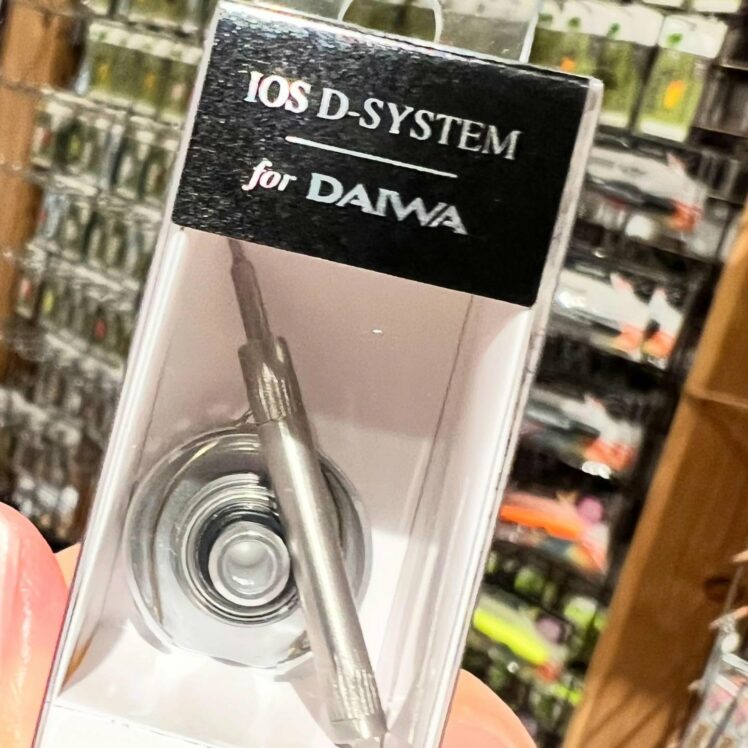 IOS D-SYSTEM
for DAIWA